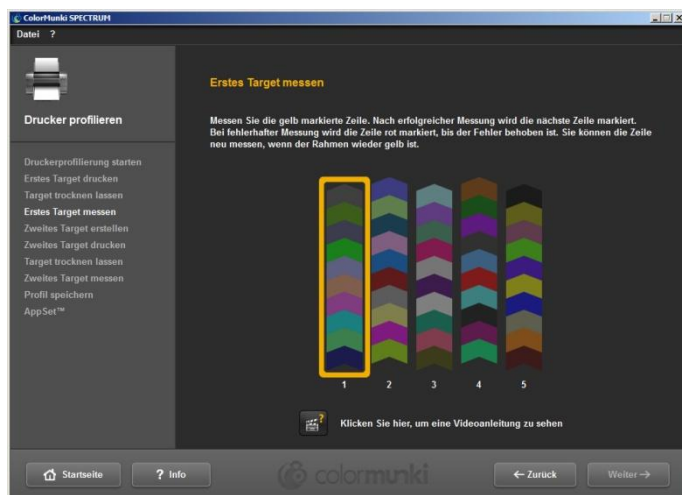 ColorMunki SPECTRUM
Datei ?
Drucker profilieren
Druckerprofilierung starten
Erstes Target drucken
Target trocknen lassen
Erstes Target messen
Zweites Target erstellen
Zweites Target drucken
Target trocknen lassen
Zweites Target messen
Profil speichern
AppSet™
Erstes Target messen
Messen Sie die gelb markierte Zeile. Nach erfolgreicher Messung wird die nächste Zeile markiert.
Bei fehlerhafter Messung wird die Zeile rot markiert, bis der Fehler behoben ist. Sie können die Zeile
neu messen, wenn der Rahmen wieder gelb ist.
1 2 3 4 5
? Klicken Sie hier, um eine Videoanleitung zu sehen
Startseite ? Info colormunki ← Zurück Weiter →